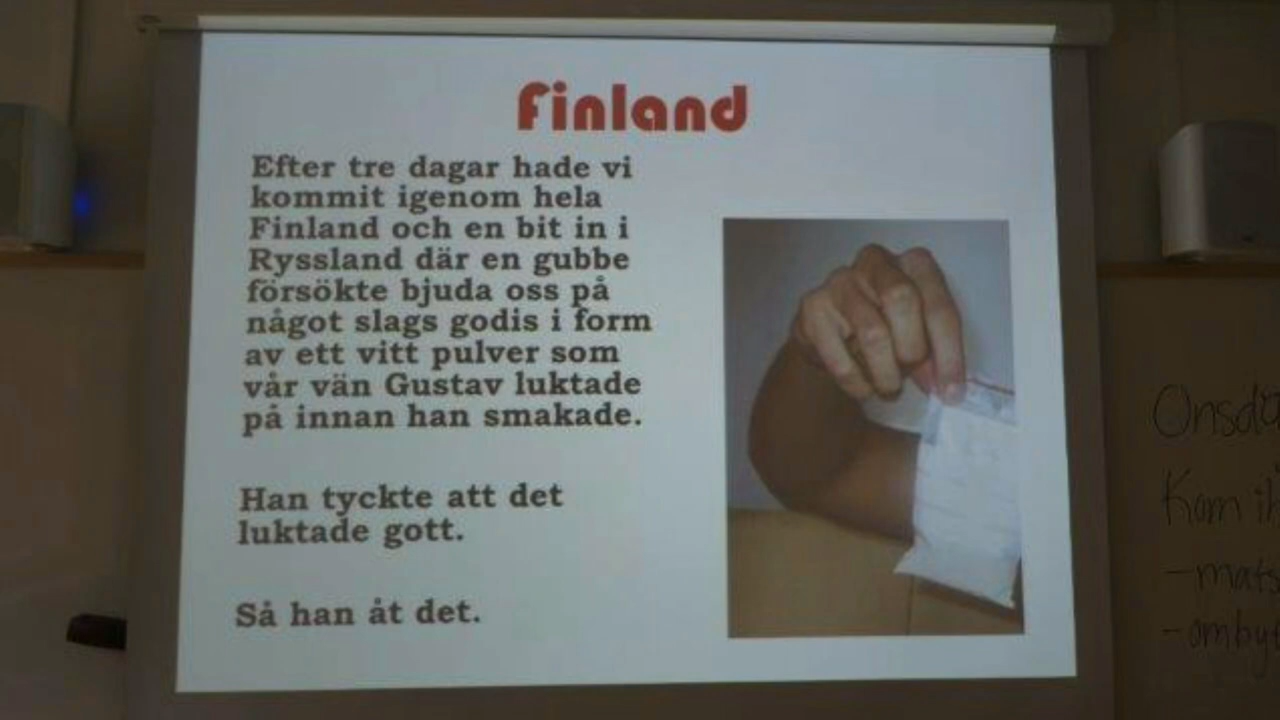 Finland
Efter tre dagar hade vi
kommit igenom hela
Finland och en bit in i
Ryssland där en gubbe
försökte bjuda oss på
något slags godis i form
av ett vitt pulver som
vår vän Gustav luktade
på innan han smakade.
Han tyckte att det
luktade gott.
Så han åt det.
Kom